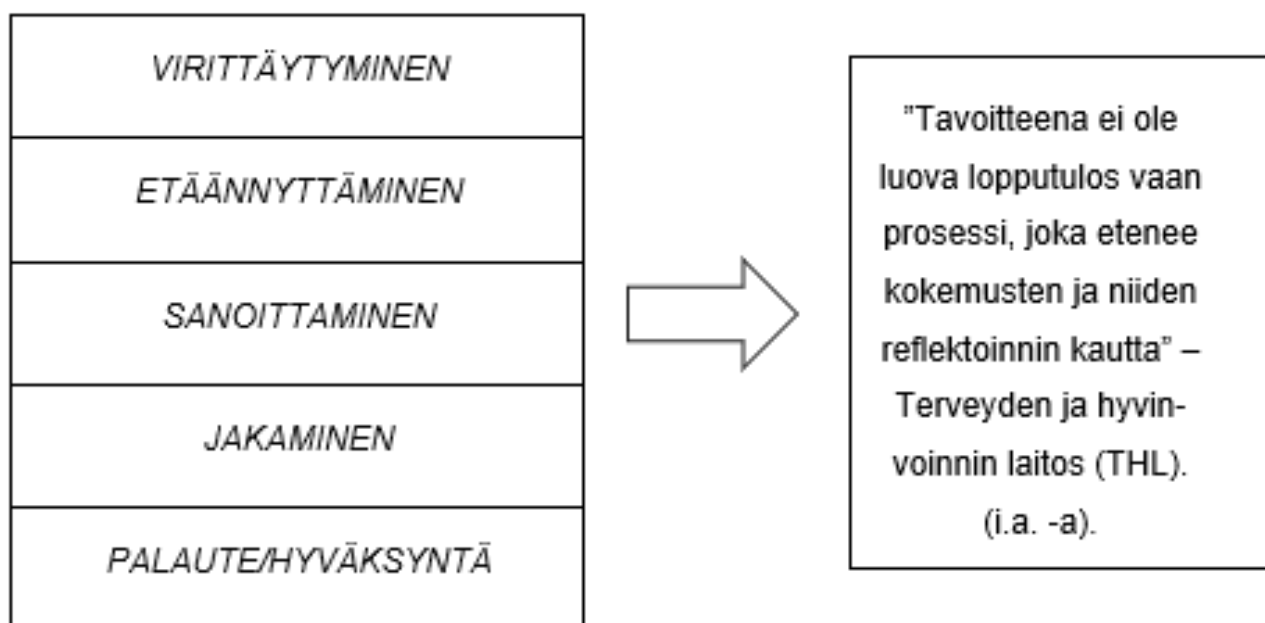 VIRITTÄYTYMINEN
ETÄÄNNYTTÄMINEN
SANOITTAMINEN
JAKAMINEN
PALAUTE/HYVÄKSYNTÄ
"Tavoitteena ei ole
luova lopputulos vaan
prosessi, joka etenee
kokemusten ja niiden
reflektoinnin kautta” –
Terveyden ja hyvin-
voinnin laitos (THL).
(i.a. -a).